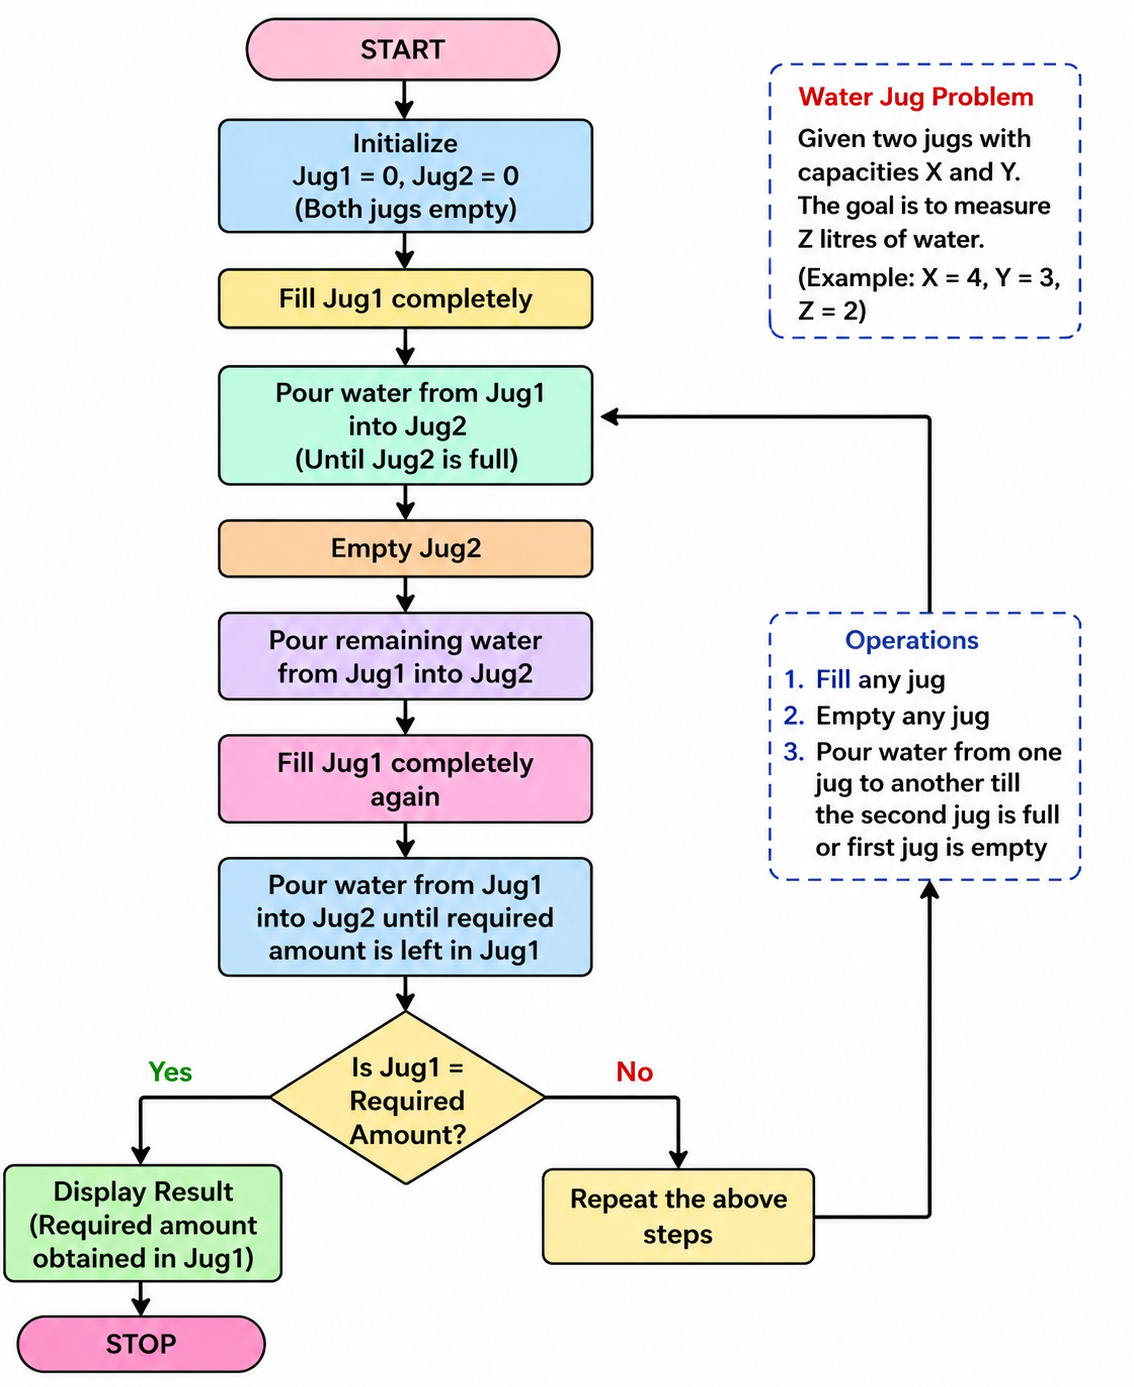 START
Initialize
Jug1 = 0, Jug2 = 0
(Both jugs empty)
Fill Jug1 completely
Pour water from Jug1
into Jug2
(Until Jug2 is full)
Empty Jug2
Pour remaining water
from Jug1 into Jug2
Fill Jug1 completely
again
Pour water from Jug1
into Jug2 until required
amount is left in Jug1
Is Jug1 =
Required
Amount?
Yes
No
Display Result
(Required amount
obtained in Jug1)
STOP
Repeat the above
steps
Water Jug Problem
Given two jugs with
capacities X and Y.
The goal is to measure
Z litres of water.
(Example: X = 4, Y = 3,
Z = 2)
Operations
1. Fill any jug
2. Empty any jug
3. Pour water from one
jug to another till
the second jug is full
or first jug is empty